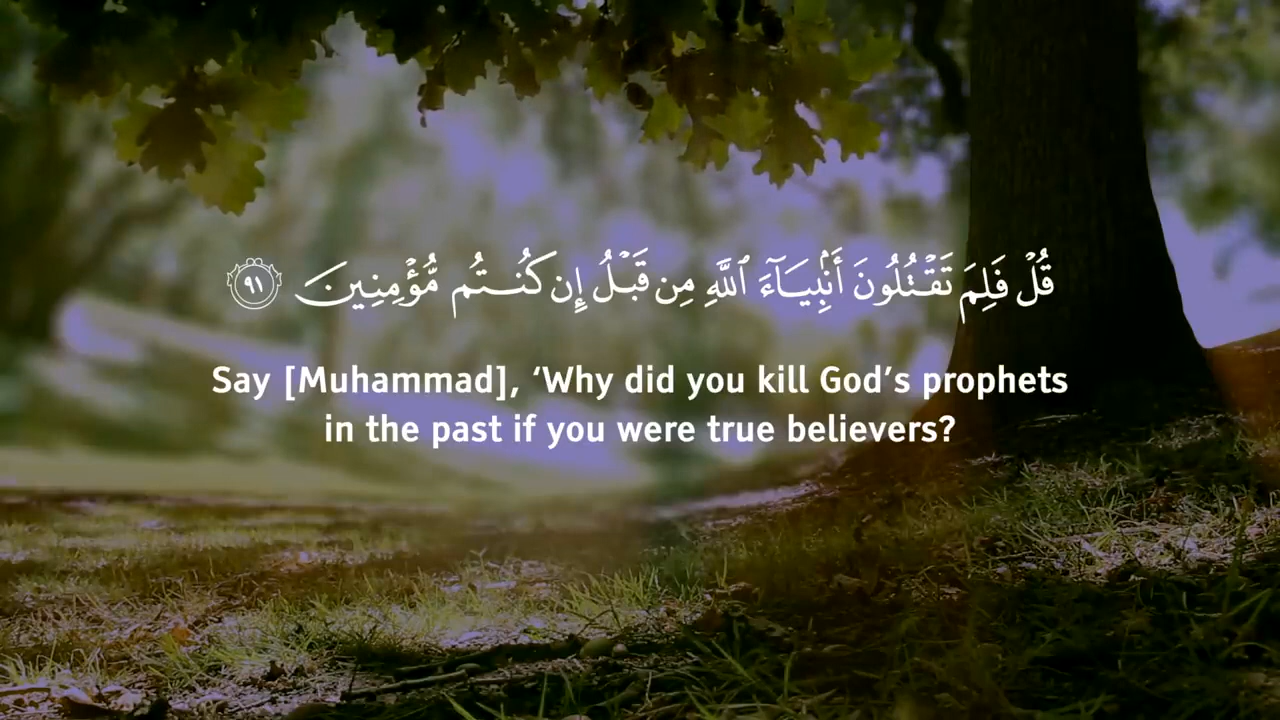 قُلْ فَلِمَ تَقْتُلُونَ أَنۢبِيَآءَ ٱللَّهِ مِن قَبْلُ إِن كُنتُم مُّؤْمِنِينَ ٩١
Say [Muhammad], ‘Why did you kill God’s prophets
in the past if you were true believers?